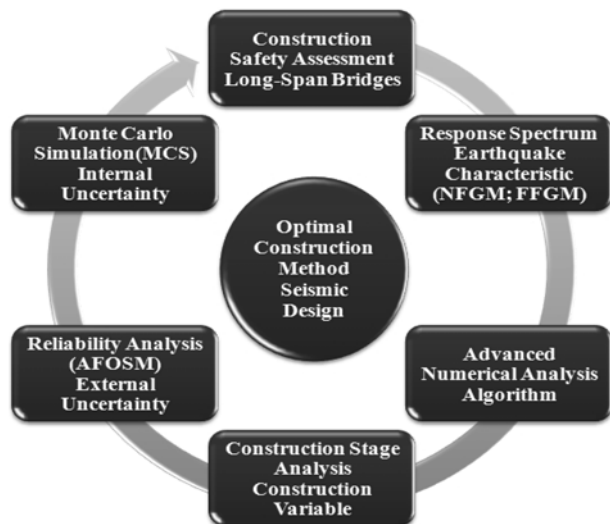 Construction
Safety Assessment
Long-Span Bridges
Response Spectrum
Earthquake
Characteristic
(NFGM; FFGM)
Advanced
Numerical Analysis
Algorithm
Construction Stage
Analysis
Construction
Variable
Reliability Analysis
(AFOSM)
External
Uncertainty
Monte Carlo
Simulation(MCS)
Internal
Uncertainty
Optimal
Construction
Method
Seismic
Design